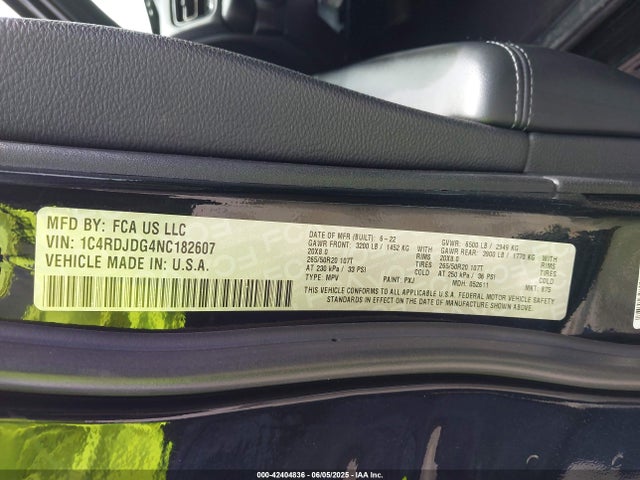 MFD BY: FCA US LLC
VIN: 1C4RDJDG4NC182607
VEHICLE MADE IN: U.S.A.
DATE OF MFR (BUILT): 6-22 GVWR: 6500 LB / 2949 KG
GAWR FRONT: 3200 LB / 1452 KG WITH GAWR REAR: 3900 LB / 1770 KG WITH
20X8.0 RIMS 20X8.0 RIMS
265/50R20 107T TIRES 265/50R20 107T TIRES
AT 230 kPa / 33 PSI COLD AT 250 kPa / 36 PSI COLD
TYPE: MPV PAINT: PXJ MDH: 052611 MKT: 875
THIS VEHICLE CONFORMS TO ALL APPLICABLE U.S.A. FEDERAL MOTOR VEHICLE SAFETY
STANDARDS IN EFFECT ON THE DATE OF MANUFACTURE SHOWN ABOVE.
000-42404836 - 06/05/2025 - IAA Inc.